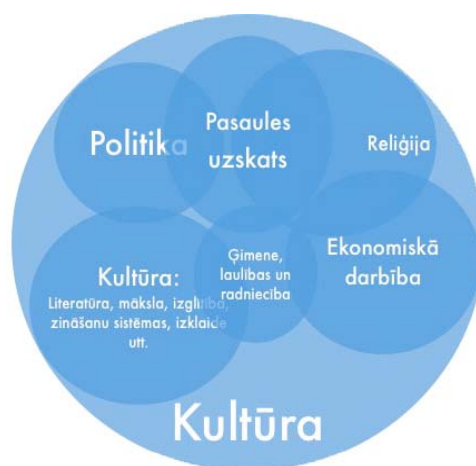 Politika
Pasaules
uzskats
Reliģija
Kultūra:
Literatūra, māksla, izglītība,
zināšanu sistēmas, izklaide
utt.
Ģimene,
laulības un
radniecība
Ekonomiskā
darbība
Kultūra